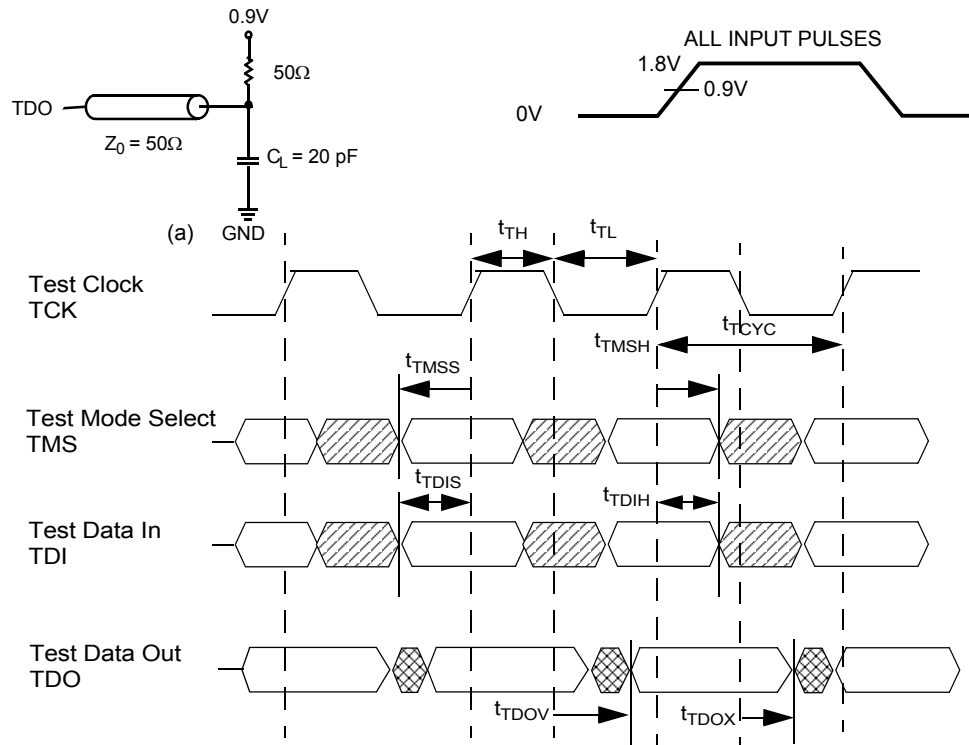 0.9V
50Ω
TDO
Z0 = 50Ω
CL = 20 pF
(a)
GND
ALL INPUT PULSES
1.8V
0.9V
0V
tTH
tTL
Test Clock
TCK
tTCYC
tTMSH
tTMSS
Test Mode Select
TMS
tTDIS
tTDIH
Test Data In
TDI
Test Data Out
TDO
tTDOV
tTDOX